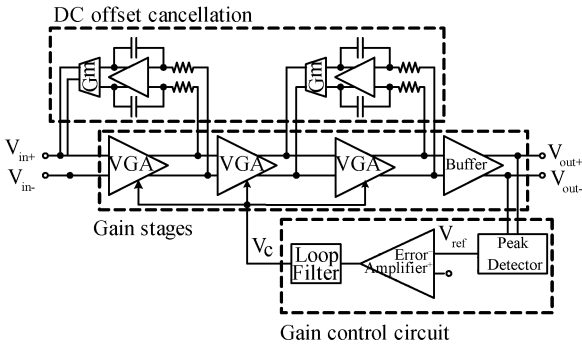 DC offset cancellation
Gm
Gm
Vin+
Vin-
VGA
VGA
VGA
Buffer
Vout+
Vout-
Gain stages
VC
Loop
Filter
Error-
Amplifier+
Vref
Peak
Detector
Gain control circuit